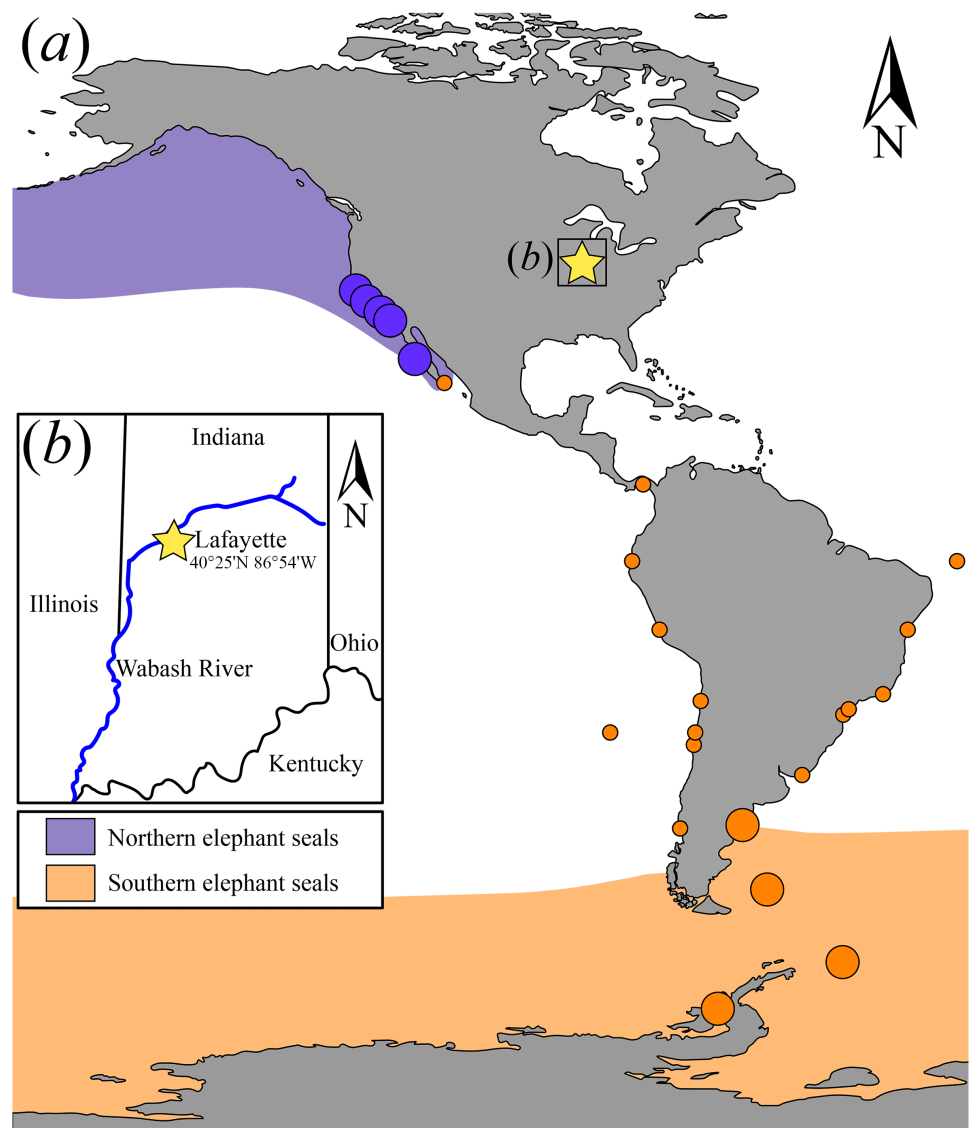 (a)
N
(b)
(b)
Indiana
N
Lafayette
40°25'N 86°54'W
Illinois
Ohio
Wabash River
Kentucky
Northern elephant seals
Southern elephant seals